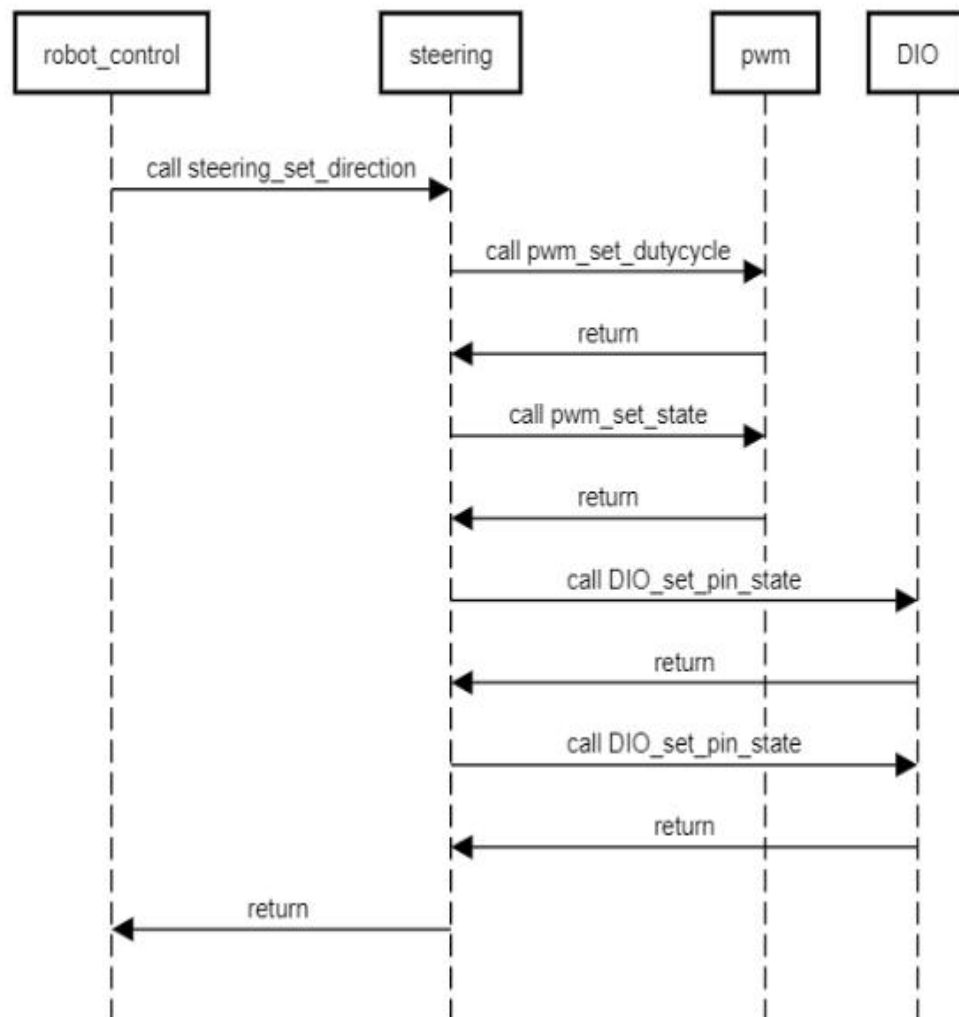 robot_control
steering
pwm
DIO
call steering_set_direction
call pwm_set_dutycycle
return
call pwm_set_state
return
call DIO_set_pin_state
return
call DIO_set_pin_state
return
return